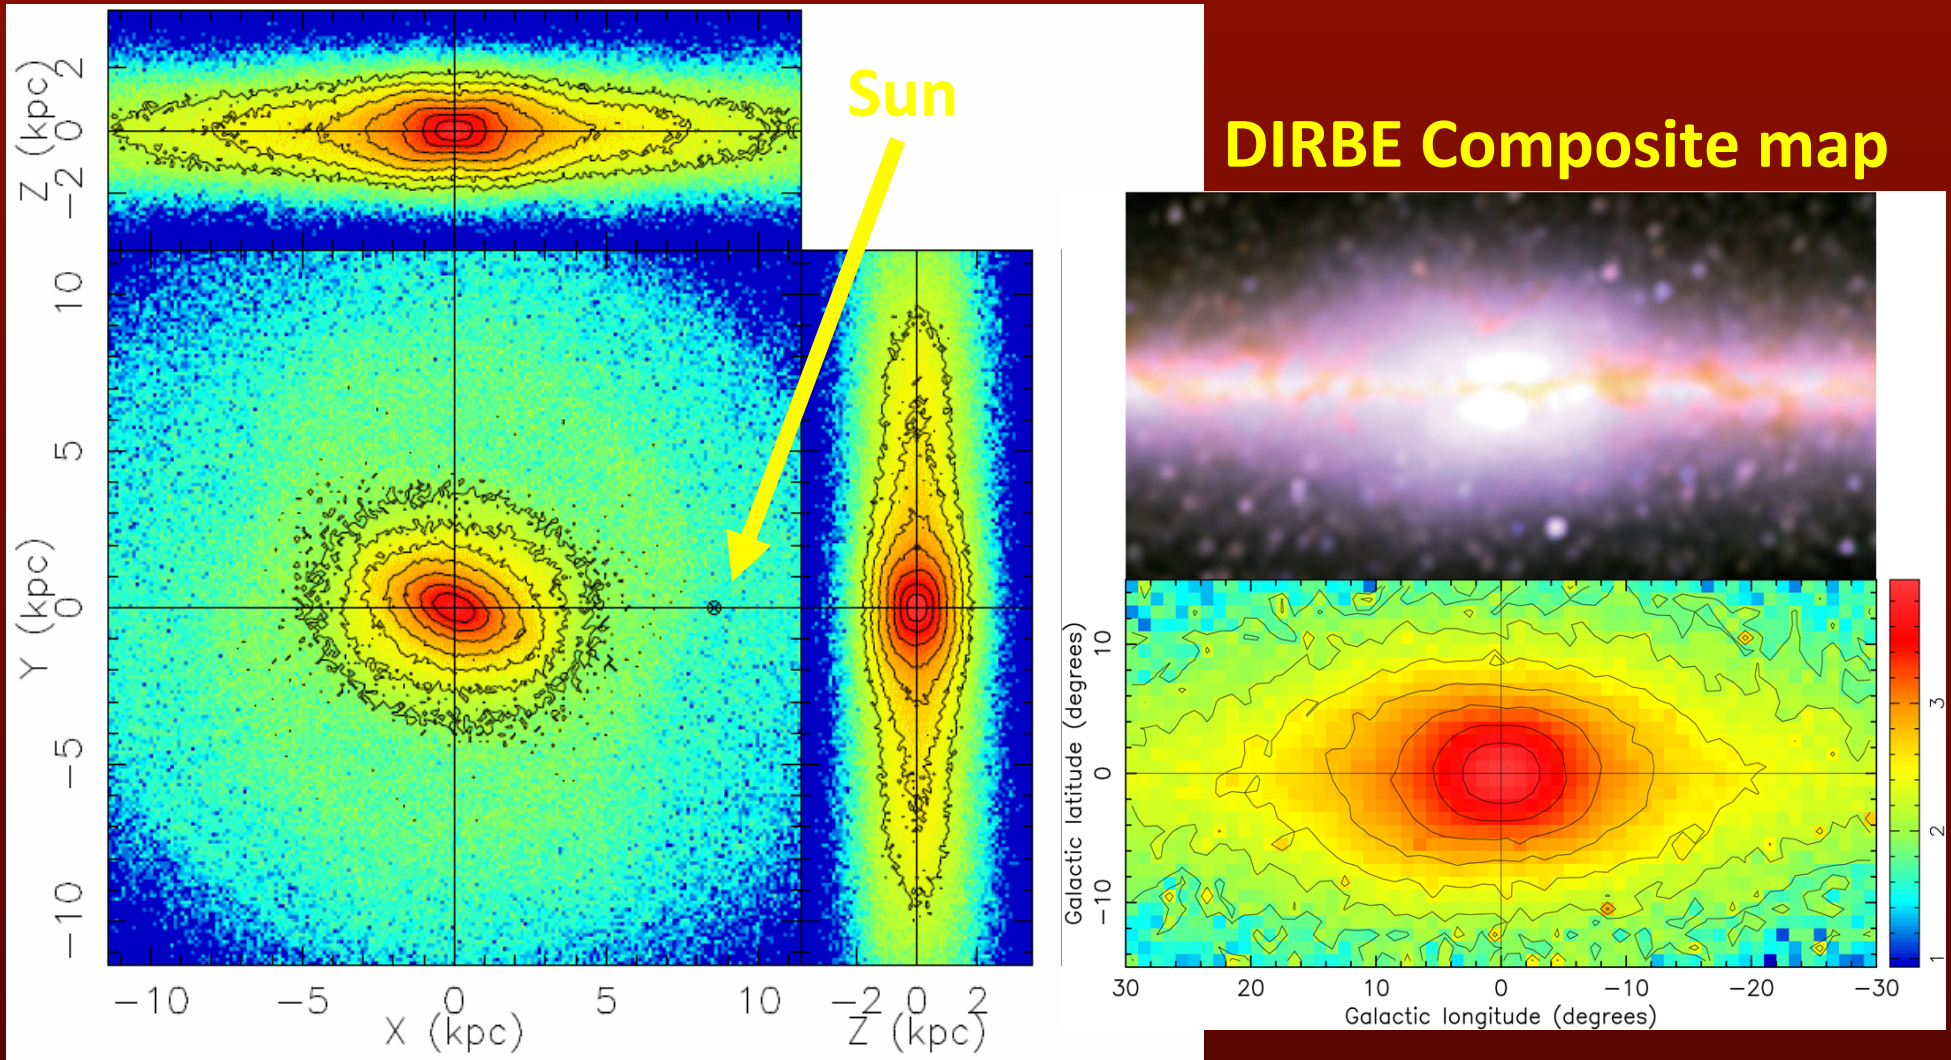 Sun
DIRBE Composite map
Z (kpc)
2
0
−2
Y (kpc)
10
5
0
−5
−10
−10 −5 0 5 10
X (kpc)
−2 0 2
Z (kpc)
Galactic latitude (degrees)
10
0
−10
30 20 10 0 −10 −20 −30
Galactic longitude (degrees)
3
2
1